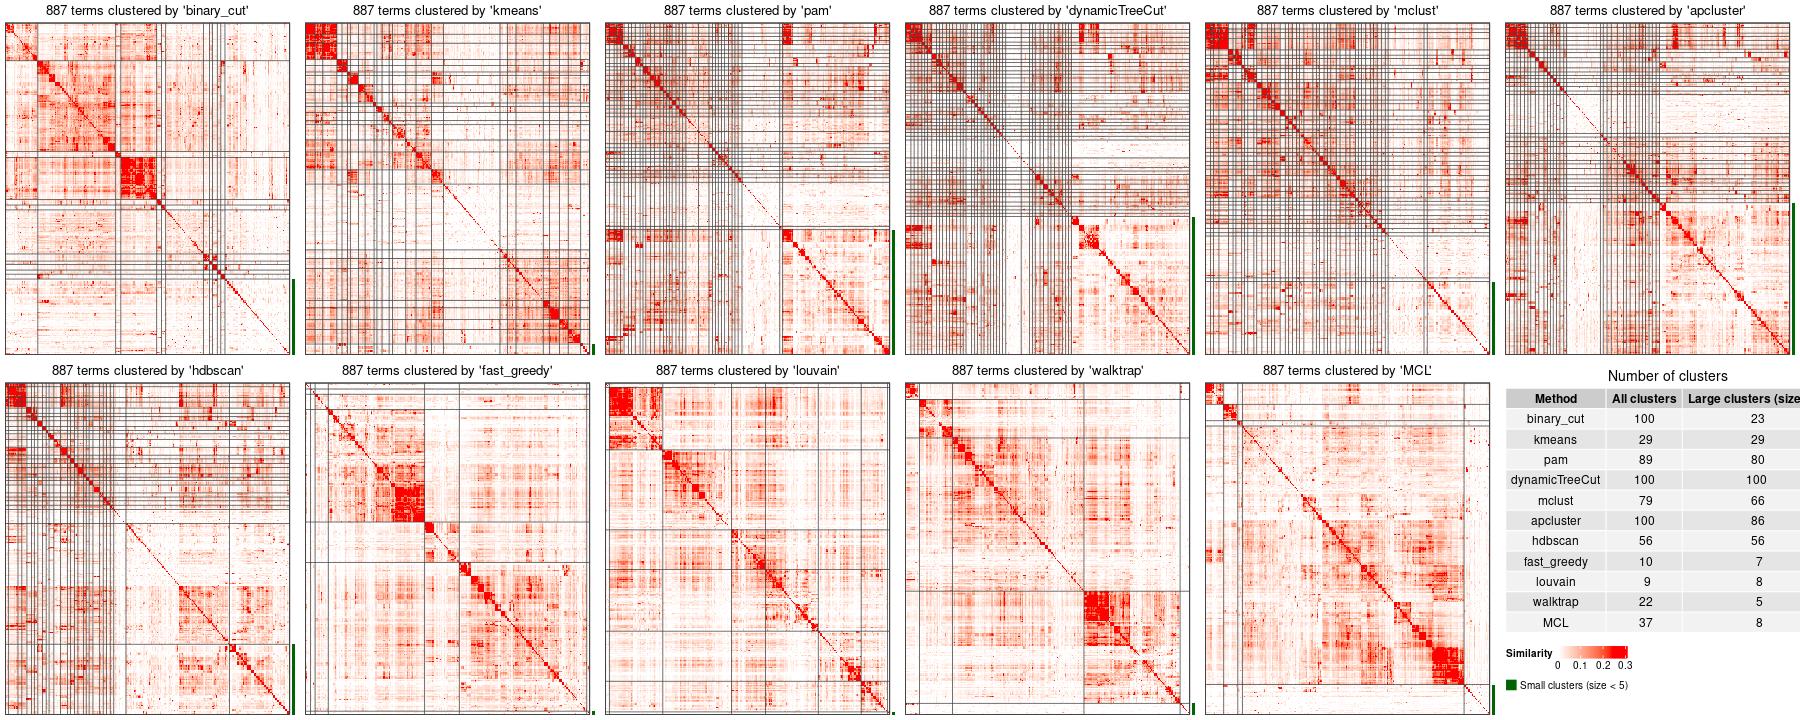 887 terms clustered by 'binary_cut'
887 terms clustered by 'kmeans'
887 terms clustered by 'pam'
887 terms clustered by 'dynamicTreeCut'
887 terms clustered by 'mclust'
887 terms clustered by 'apcluster'
887 terms clustered by 'hdbscan'
887 terms clustered by 'fast_greedy'
887 terms clustered by 'louvain'
887 terms clustered by 'walktrap'
887 terms clustered by 'MCL'
Number of clusters
Method All clusters Large clusters (size
binary_cut 100 23
kmeans 29 29
pam 89 80
dynamicTreeCut 100 100
mclust 79 66
apcluster 100 86
hdbscan 56 56
fast_greedy 10 7
louvain 9 8
walktrap 22 5
MCL 37 8
Similarity
0 0.1 0.2 0.3
Small clusters (size < 5)